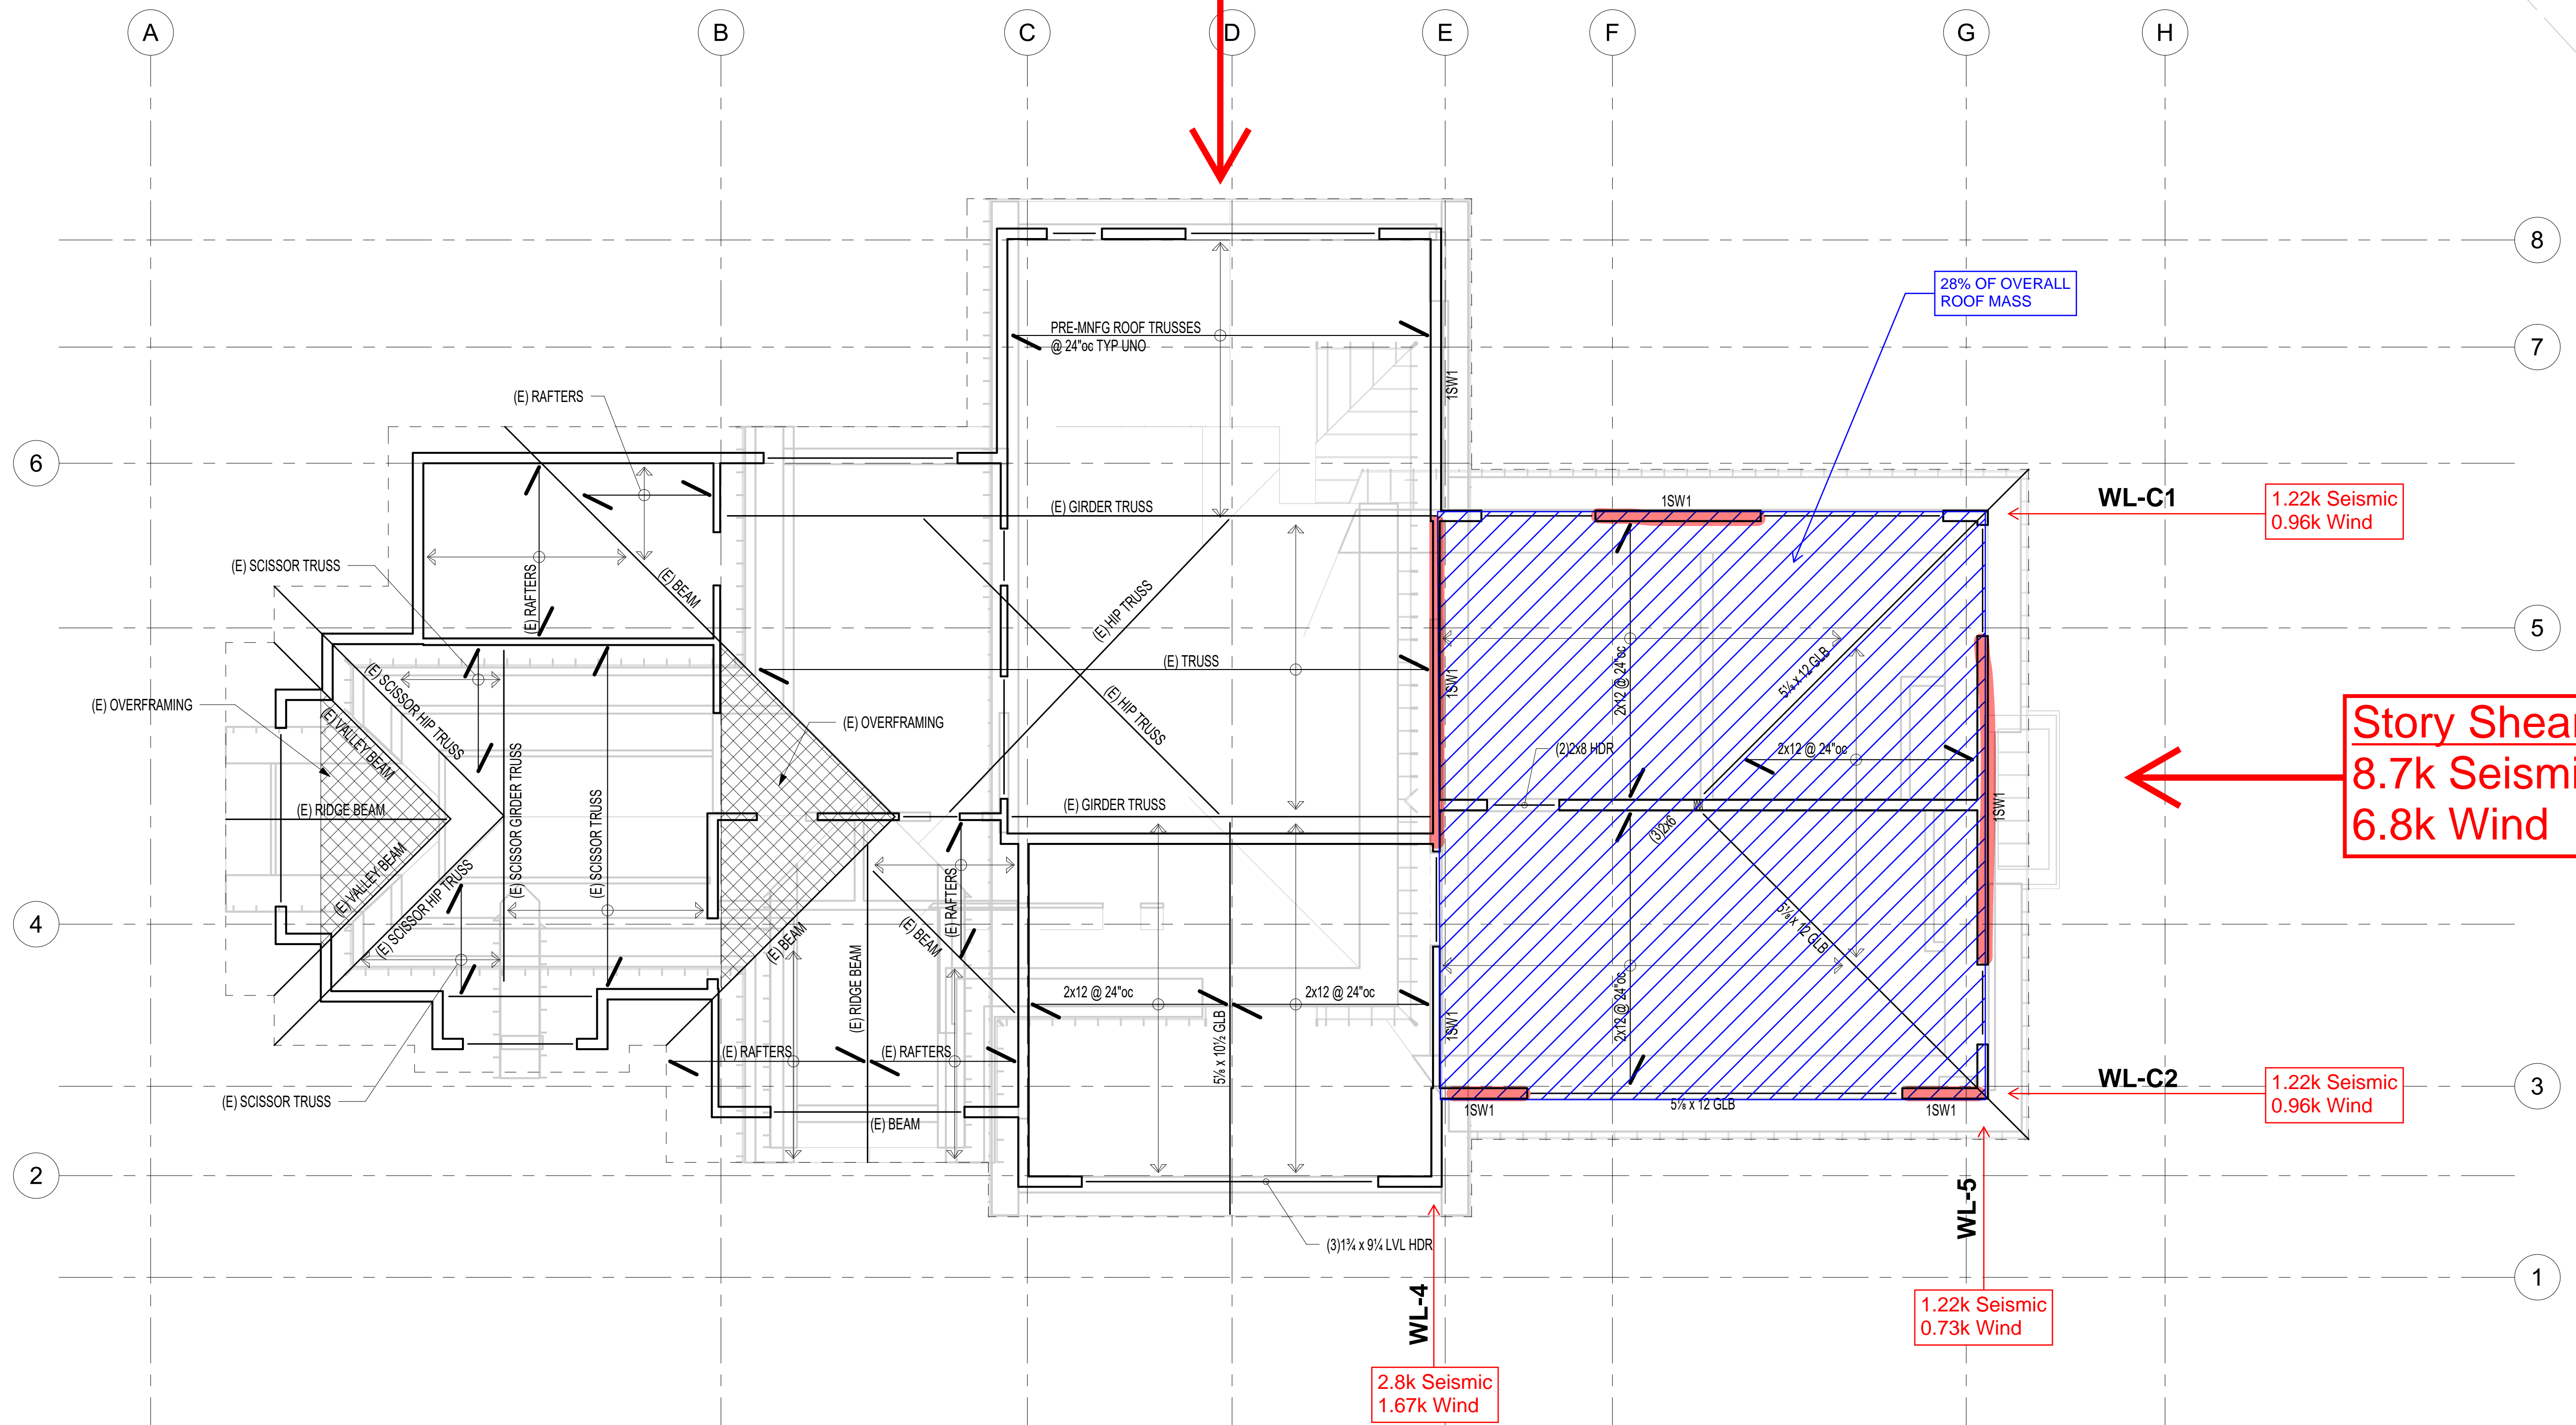 A
B
C
D
E
F
G
H
8
28% OF OVERALL
ROOF MASS
PRE-MNFG ROOF TRUSSES
@ 24"oc TYP UNO
7
1SW1
(E) RAFTERS
6
WL-C1
1.22k Seismic
0.96k Wind
1SW1
(E) GIRDER TRUSS
(E) SCISSOR TRUSS
(E) RAFTERS
(E) BEAM
(E) HIP TRUSS
5
(E) TRUSS
(E) SCISSOR HIP TRUSS
1SW1
2x12 @ 24"oc
5⅛ x 12 GLB
(E) OVERFRAMING
(E) VALLEY BEAM
(E) OVERFRAMING
(E) HIP TRUSS
(2)2x8 HDR
2x12 @ 24"oc
Story Shear
8.7k Seismi
6.8k Wind
(E) RIDGE BEAM
(E) SCISSOR GIRDER TRUSS
(E) SCISSOR TRUSS
(E) GIRDER TRUSS
1SW1
(3)2x6
(E) VALLEY BEAM
(E) SCISSOR HIP TRUSS
(E) RAFTERS
4
(E) BEAM
(E) BEAM
5⅛ x 12 GLB
(E) RIDGE BEAM
2x12 @ 24"oc
2x12 @ 24"oc
2x12 @ 24"oc
1SW1
(E) RAFTERS
(E) RAFTERS
5⅛ x 10½ GLB
WL-C2
1.22k Seismic
0.96k Wind
3
(E) SCISSOR TRUSS
1SW1
5⅛ x 12 GLB
1SW1
(E) BEAM
2
WL-5
(3)1¾ x 9¼ LVL HDR
1
WL-4
1.22k Seismic
0.73k Wind
2.8k Seismic
1.67k Wind